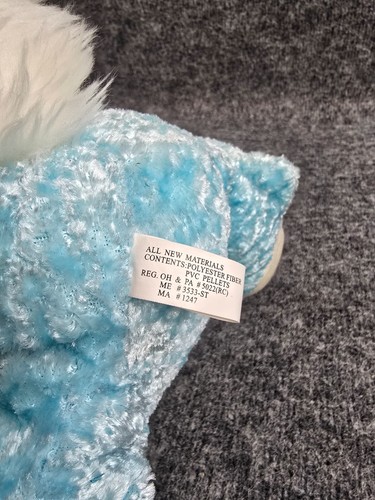 ALL NEW MATERIALS
CONTENTS:POLYESTER FIBER
PVC PELLETS
REG. OH & PA # 5022(RC)
ME # 3533-ST
MA # 1247